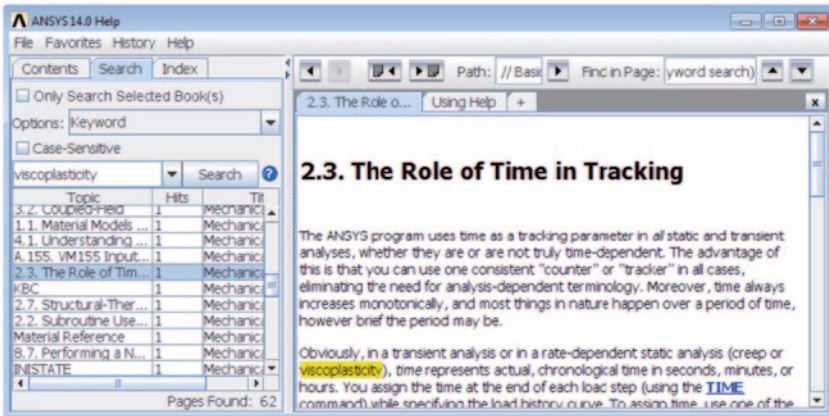 ANSYS 14.0 Help
File Favorites History Help
Contents Search Index
Only Search Selected Book(s)
Options: Keyword
Case-Sensitive
viscoplasticity Search
Topic Hits Tit
3.2. Coupled-Field 1 Mechanica
1.1. Material Models ... 1 Mechanica
4.1. Understanding ... 1 Mechanica
A.155. VM155 Input... 1 Mechanica
2.3. The Role of Tim... 1 Mechanica
KBC 1 Mechanica
2.7. Structural-Ther... 1 Mechanica
2.2. Subroutine Use... 1 Mechanica
Material Reference 1 Mechanica
8.7. Performing a N... 1 Mechanica
INISTATE 1 Mechanica
Pages Found: 62
Path: // Basic Find in Page: yword search)
2.3. The Role o... Using Help +
2.3. The Role of Time in Tracking
The ANSYS program uses time as a tracking parameter in all static and transient
analyses, whether they are or are not truly time-dependent. The advantage of
this is that you can use one consistent "counter" or "tracker" in all cases,
eliminating the need for analysis-dependent terminology. Moreover, time always
increases monotonically, and most things in nature happen over a period of time,
however brief the period may be.
Obviously, in a transient analysis or in a rate-dependent static analysis (creep or
viscoplasticity), time represents actual, chronological time in seconds, minutes, or
hours. You assign the time at the end of each load step (using the TIME
command) while specifying the load history curve. To assign time, use one of the